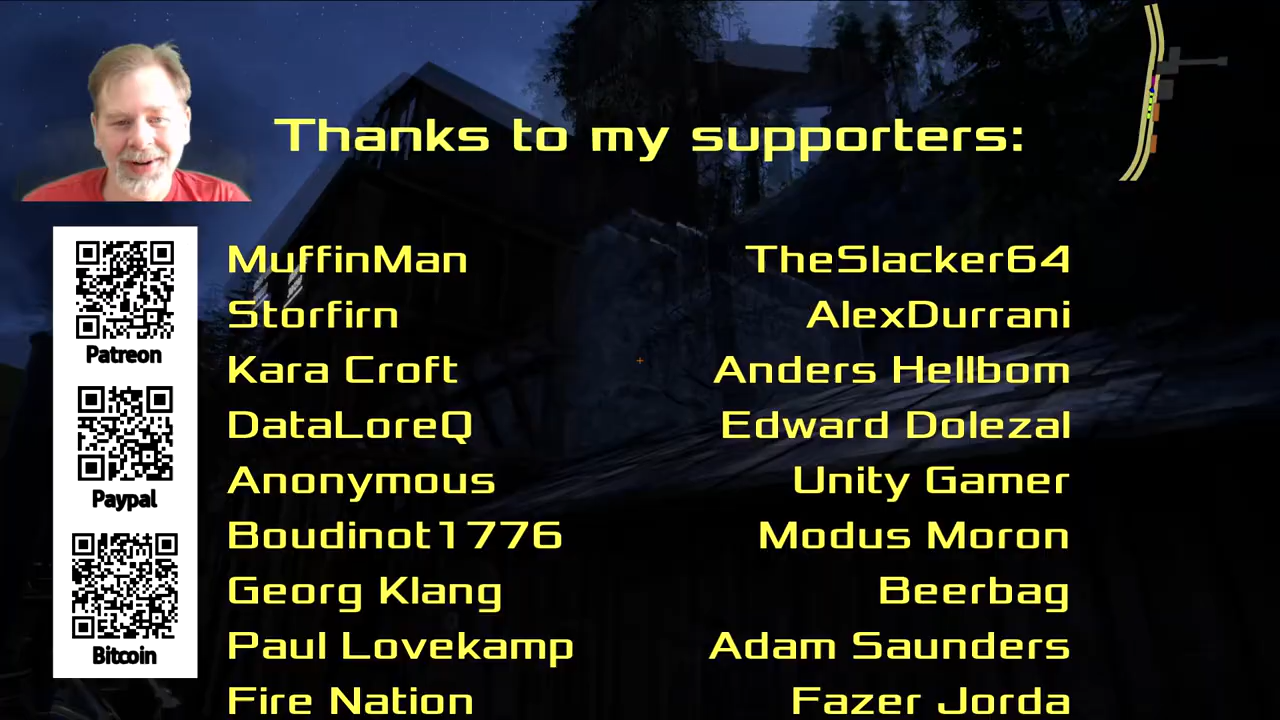 Thanks to my supporters:
MuffinMan TheSlacker64
Storfirn AlexDurrani
Kara Croft Anders Hellbom
DataLoreQ Edward Dolezal
Anonymous Unity Gamer
Boudinot1776 Modus Moron
Georg Klang Beerbag
Paul Lovekamp Adam Saunders
Fire Nation Fazer Jorda
Patreon
Paypal
Bitcoin